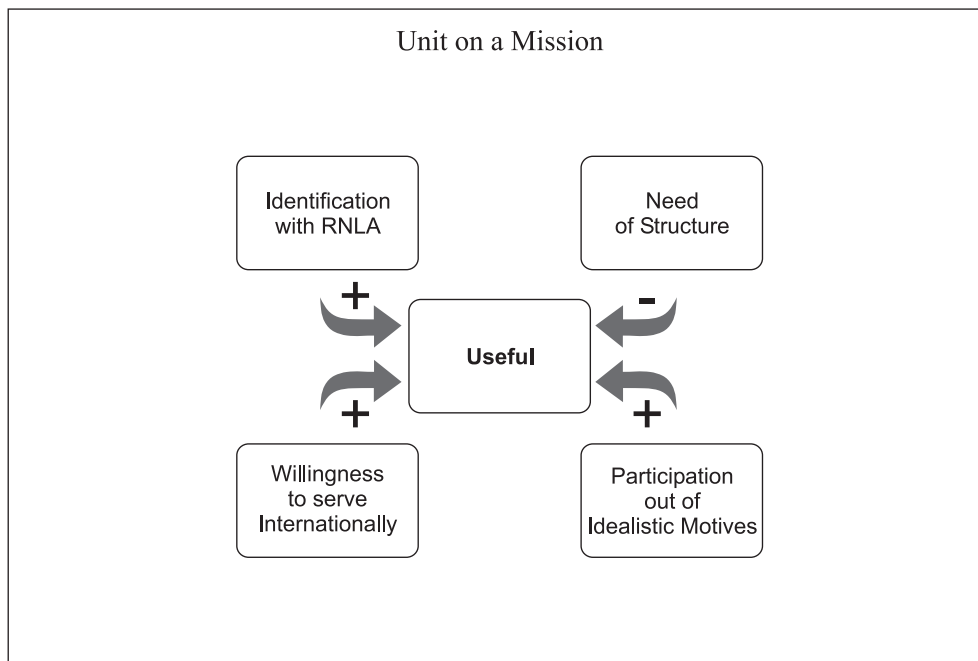 Unit on a Mission
Identification
with RNLA
Need
of Structure
+
-
Useful
+
+
Willingness
to serve
Internationally
Participation
out of
Idealistic Motives